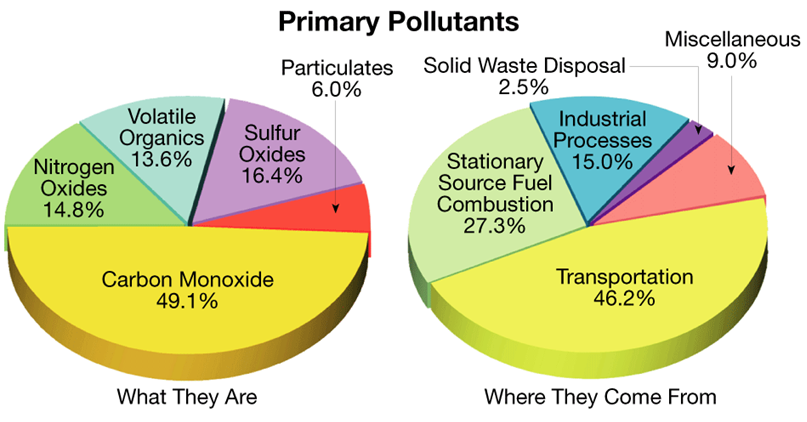 Primary Pollutants
Particulates
6.0%
Volatile
Organics
13.6%
Sulfur
Oxides
16.4%
Nitrogen
Oxides
14.8%
Carbon Monoxide
49.1%
What They Are
Miscellaneous
9.0%
Solid Waste Disposal
2.5%
Industrial
Processes
15.0%
Stationary
Source Fuel
Combustion
27.3%
Transportation
46.2%
Where They Come From